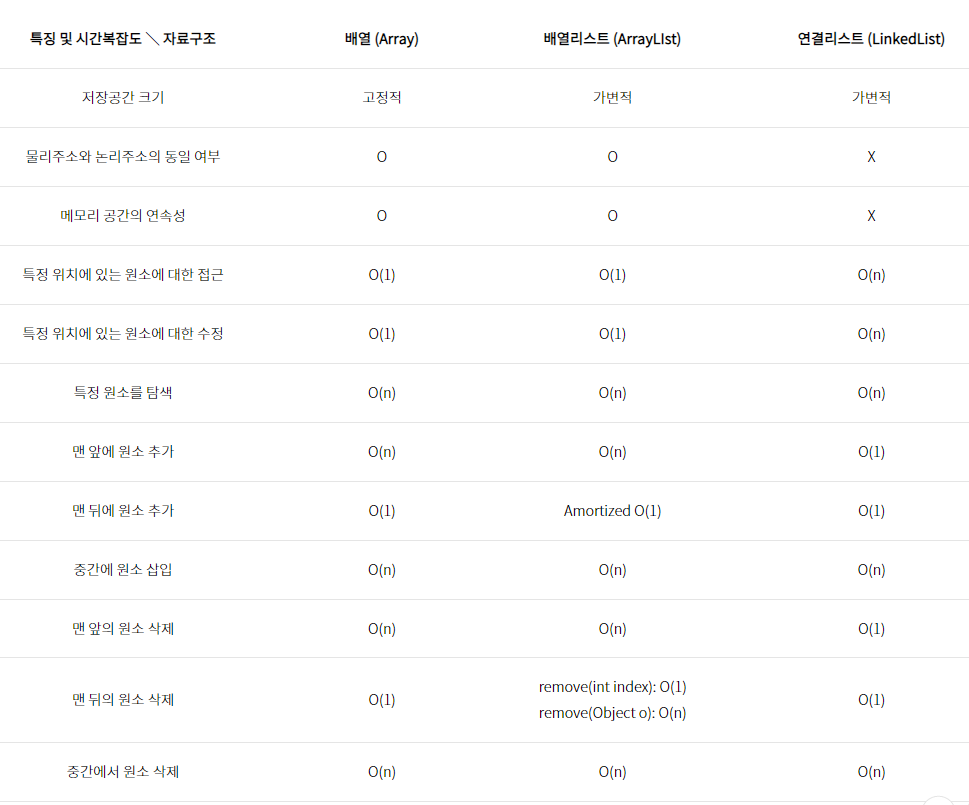 특징 및 시간복잡도 ＼ 자료구조 배열 (Array) 배열리스트 (ArrayLIst) 연결리스트 (LinkedList)
저장공간 크기 고정적 가변적 가변적
물리주소와 논리주소의 동일 여부 O O X
메모리 공간의 연속성 O O X
특정 위치에 있는 원소에 대한 접근 O(1) O(1) O(n)
특정 위치에 있는 원소에 대한 수정 O(1) O(1) O(n)
특정 원소를 탐색 O(n) O(n) O(n)
맨 앞에 원소 추가 O(n) O(n) O(1)
맨 뒤에 원소 추가 O(1) Amortized O(1) O(1)
중간에 원소 삽입 O(n) O(n) O(n)
맨 앞의 원소 삭제 O(n) O(n) O(1)
맨 뒤의 원소 삭제 O(1) remove(int index): O(1)
remove(Object o): O(n) O(1)
중간에서 원소 삭제 O(n) O(n) O(n)